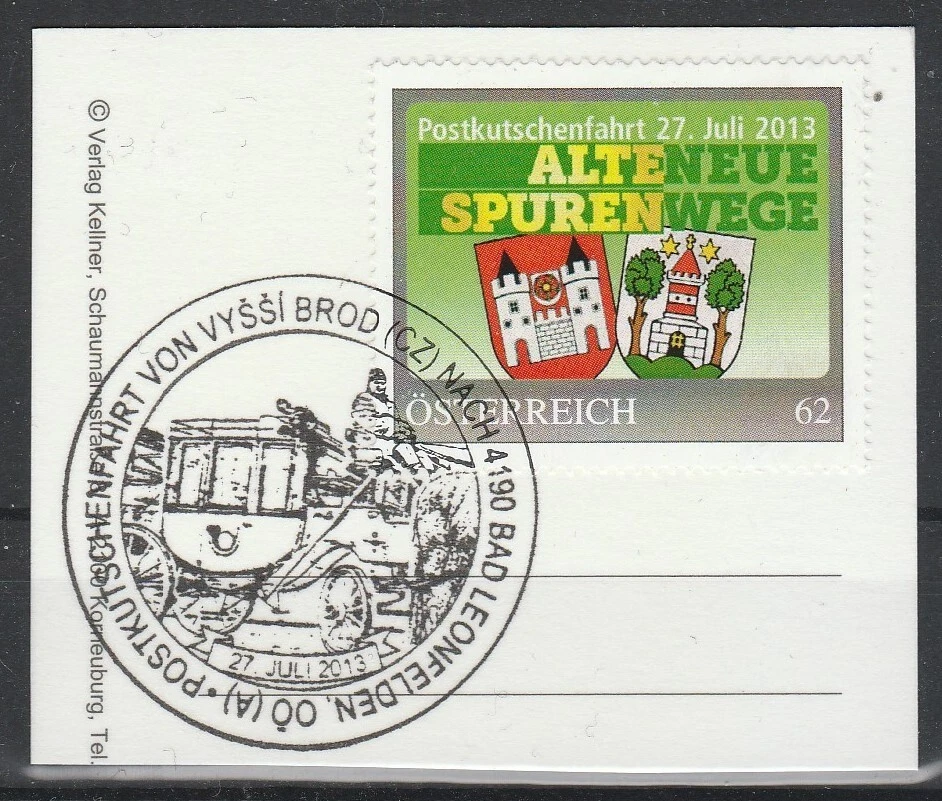 © Verlag Kellner, Schaumannstraße 2100 Korneuburg, Tel.
Postkutschenfahrt 27. Juli 2013
ALTENEUE
SPURENWEGE
ÖSTERREICH 62
POSTKUTSCHENFAHRT VON VYŠŠÍ BROD (CZ) NACH 4190 BAD LEONFELDEN, OÖ (A) •
27. JULI 2013